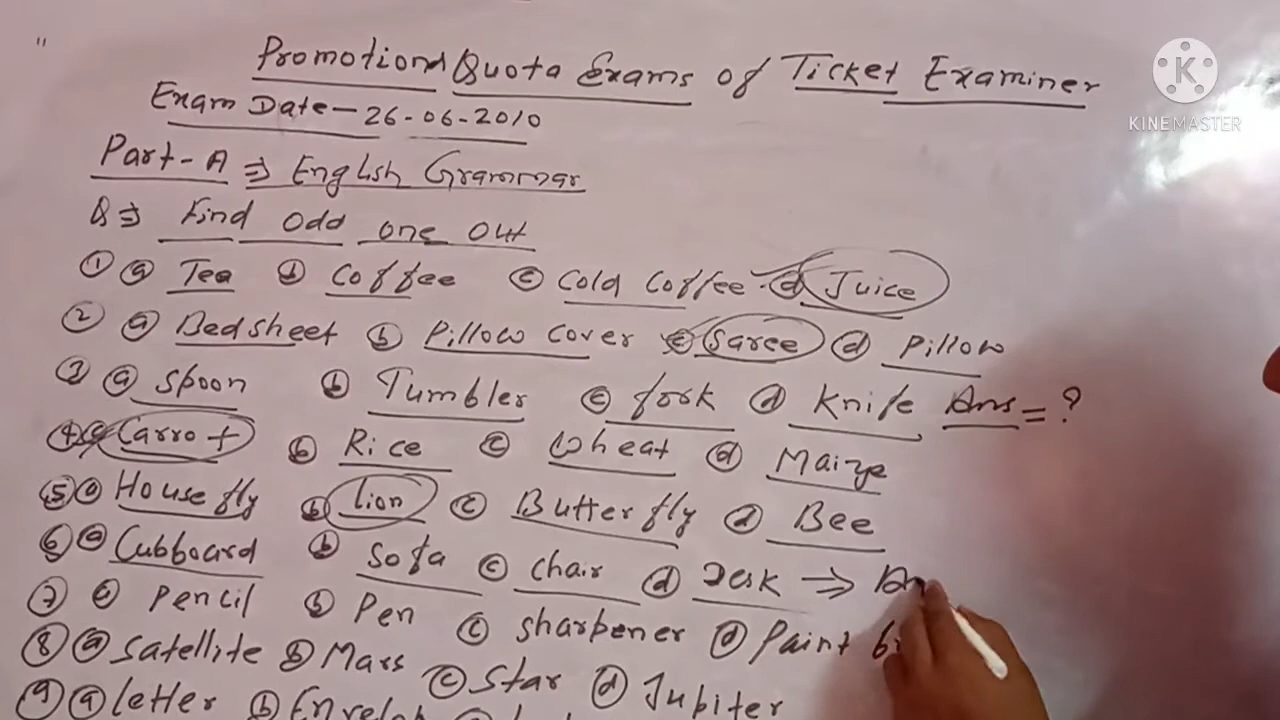 Promotional Quota Exams of Ticket Examiner
Exam Date - 26-06-2010
Part-A ⇒ English Grammar
Q ⇒ Find odd one out
① ⓐ Tea ⓑ Coffee ⓒ Cold Coffee ⓓ Juice
② ⓐ Bedsheet ⓑ Pillow cover ⓒ Saree ⓓ Pillow
③ ⓐ Spoon ⓑ Tumbler ⓒ fork ⓓ Knife Ans = ?
④ ⓐ Carrot ⓑ Rice ⓒ Wheat ⓓ Maize
⑤ ⓐ House fly ⓑ Lion ⓒ Butterfly ⓓ Bee
⑥ ⓐ Cubboard ⓑ Sofa ⓒ chair ⓓ Desk ⇒ An
⑦ ⓐ Pencil ⓑ Pen ⓒ sharpener ⓓ Paint
⑧ ⓐ Satellite ⓑ Mars ⓒ Star ⓓ Jupiter
⑨ ⓐ letter ⓑ
KINEMASTER